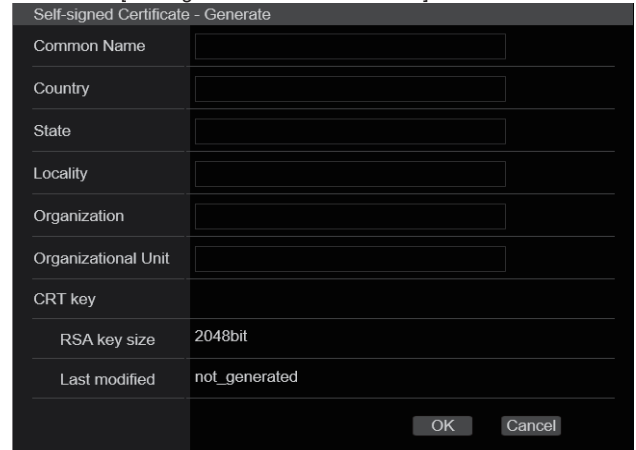 Self-signed Certificate - Generate
Common Name
Country
State
Locality
Organization
Organizational Unit
CRT key
RSA key size 2048bit
Last modified not_generated
OK Cancel